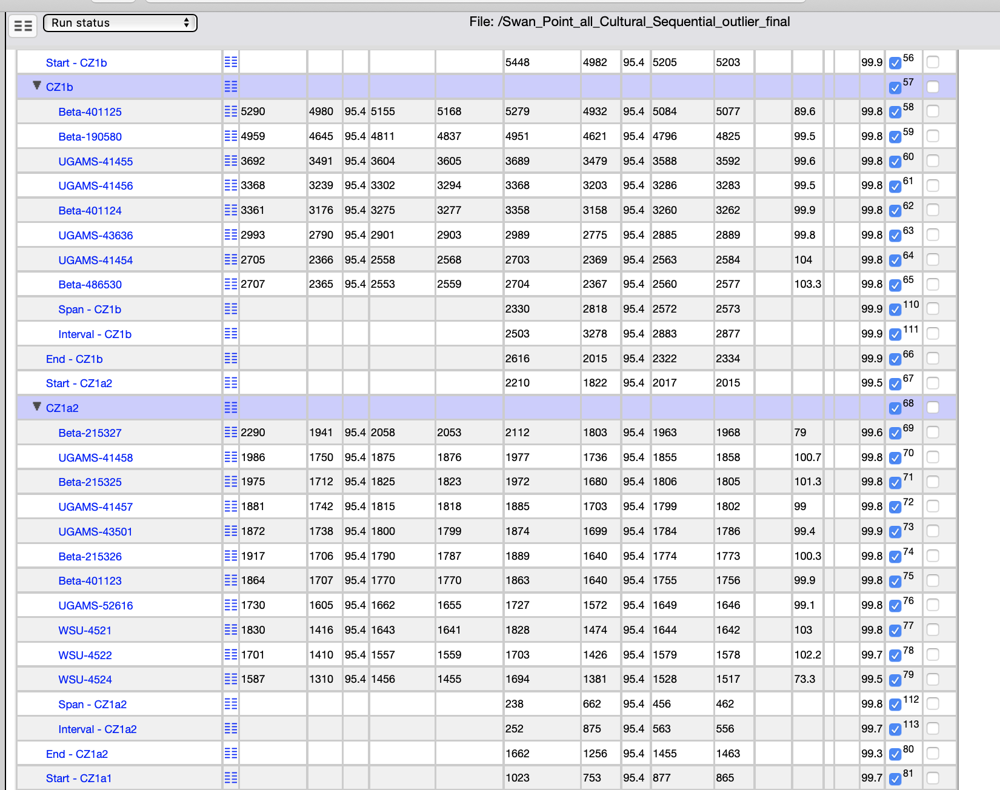 Run status
File: /Swan_Point_all_Cultural_Sequential_outlier_final
Start - CZ1b 5448 4982 95.4 5205 5203 99.9 56
CZ1b 57
Beta-401125 5290 4980 95.4 5155 5168 5279 4932 95.4 5084 5077 89.6 99.8 58
Beta-190580 4959 4645 95.4 4811 4837 4951 4621 95.4 4796 4825 99.5 99.8 59
UGAMS-41455 3692 3491 95.4 3604 3605 3689 3479 95.4 3588 3592 99.6 99.8 60
UGAMS-41456 3368 3239 95.4 3302 3294 3368 3203 95.4 3286 3283 99.5 99.8 61
Beta-401124 3361 3176 95.4 3275 3277 3358 3158 95.4 3260 3262 99.9 99.8 62
UGAMS-43636 2993 2790 95.4 2901 2903 2989 2775 95.4 2885 2889 99.8 99.8 63
UGAMS-41454 2705 2366 95.4 2558 2568 2703 2369 95.4 2563 2584 104 99.8 64
Beta-486530 2707 2365 95.4 2553 2559 2704 2367 95.4 2560 2577 103.3 99.8 65
Span - CZ1b 2330 2818 95.4 2572 2573 99.9 110
Interval - CZ1b 2503 3278 95.4 2883 2877 99.9 111
End - CZ1b 2616 2015 95.4 2322 2334 99.9 66
Start - CZ1a2 2210 1822 95.4 2017 2015 99.5 67
CZ1a2 68
Beta-215327 2290 1941 95.4 2058 2053 2112 1803 95.4 1963 1968 79 99.6 69
UGAMS-41458 1986 1750 95.4 1875 1876 1977 1736 95.4 1855 1858 100.7 99.8 70
Beta-215325 1975 1712 95.4 1825 1823 1972 1680 95.4 1806 1805 101.3 99.8 71
UGAMS-41457 1881 1742 95.4 1815 1818 1885 1703 95.4 1799 1802 99 99.8 72
UGAMS-43501 1872 1738 95.4 1800 1799 1874 1699 95.4 1784 1786 99.4 99.9 73
Beta-215326 1917 1706 95.4 1790 1787 1889 1640 95.4 1774 1773 100.3 99.8 74
Beta-401123 1864 1707 95.4 1770 1770 1863 1640 95.4 1755 1756 99.9 99.8 75
UGAMS-52616 1730 1605 95.4 1662 1655 1727 1572 95.4 1649 1646 99.1 99.8 76
WSU-4521 1830 1416 95.4 1643 1641 1828 1474 95.4 1644 1642 103 99.8 77
WSU-4522 1701 1410 95.4 1557 1559 1703 1426 95.4 1579 1578 102.2 99.7 78
WSU-4524 1587 1310 95.4 1456 1455 1694 1381 95.4 1528 1517 73.3 99.5 79
Span - CZ1a2 238 662 95.4 456 462 99.8 112
Interval - CZ1a2 252 875 95.4 563 556 99.7 113
End - CZ1a2 1662 1256 95.4 1455 1463 99.3 80
Start - CZ1a1 1023 753 95.4 877 865 99.7 81